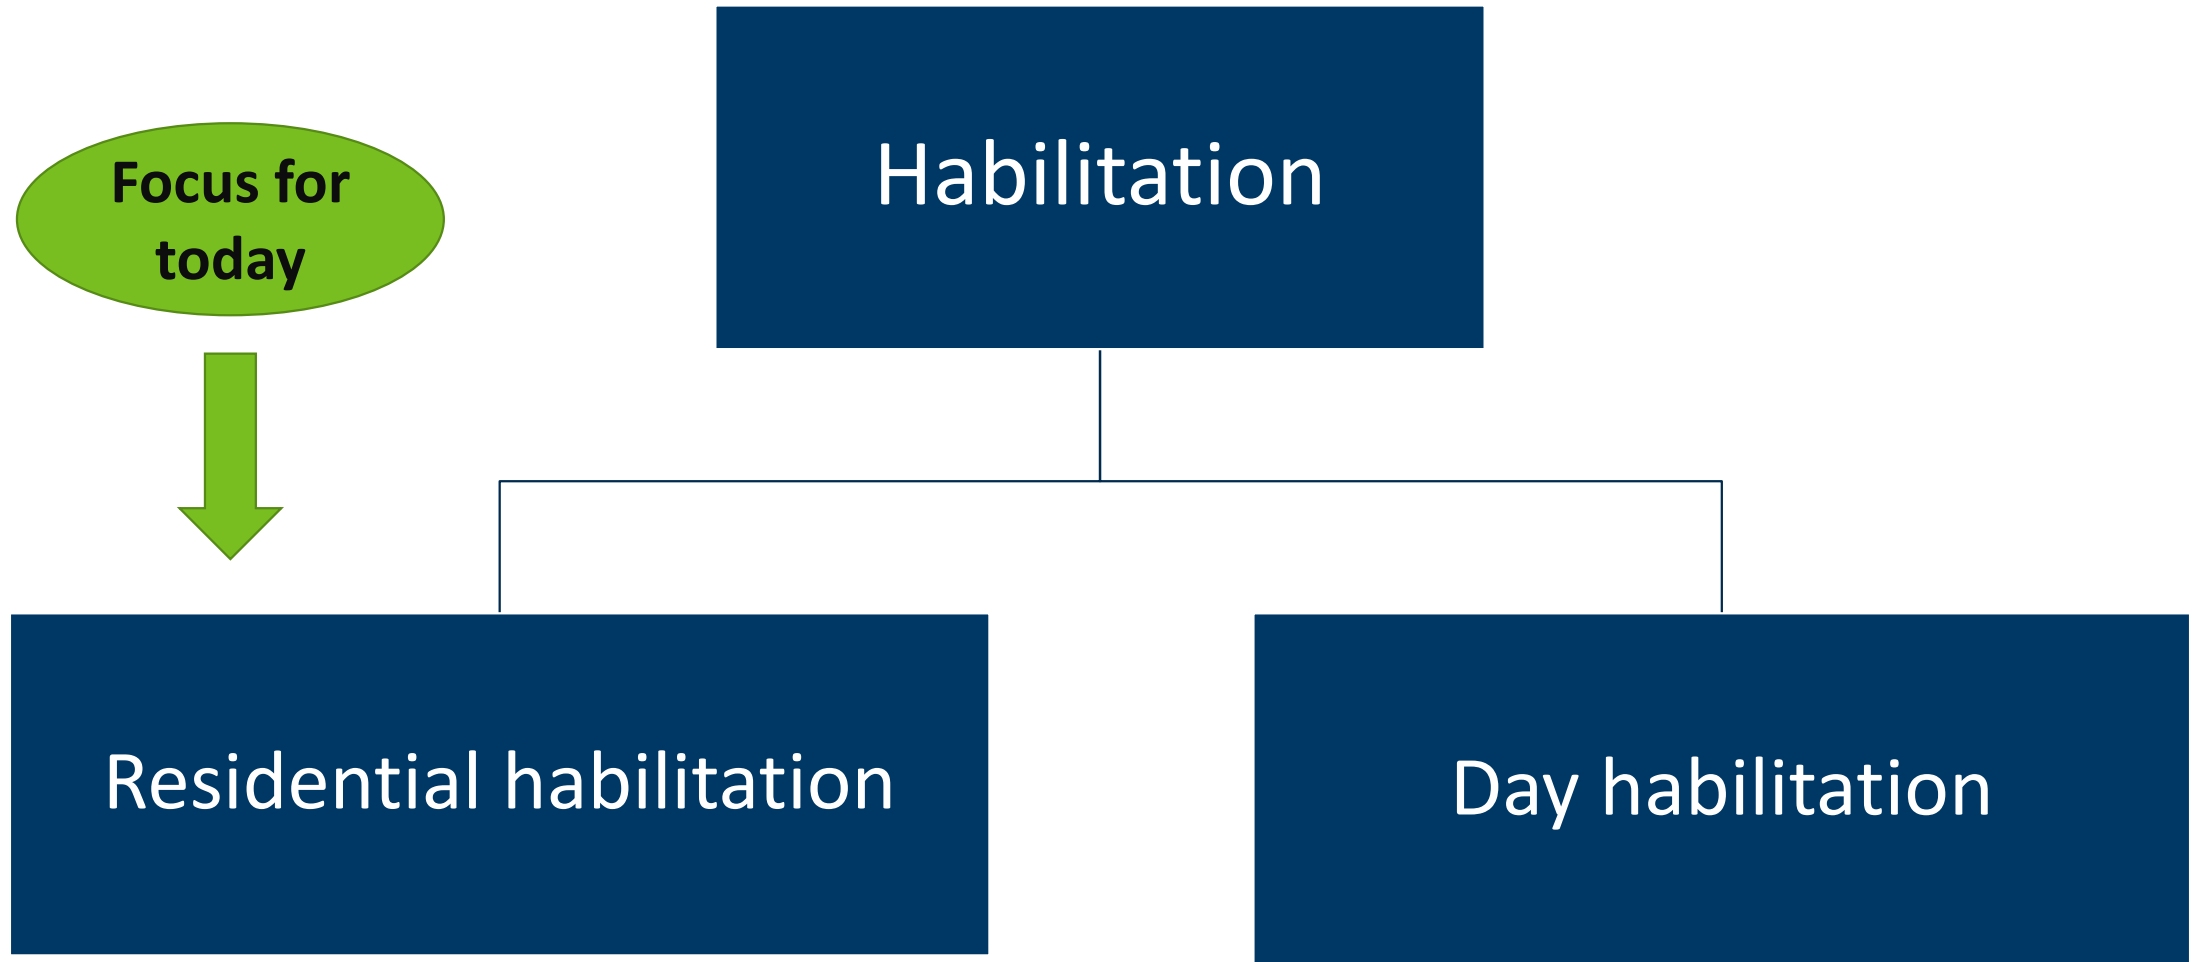 Habilitation
Focus for
today
Residential habilitation
Day habilitation